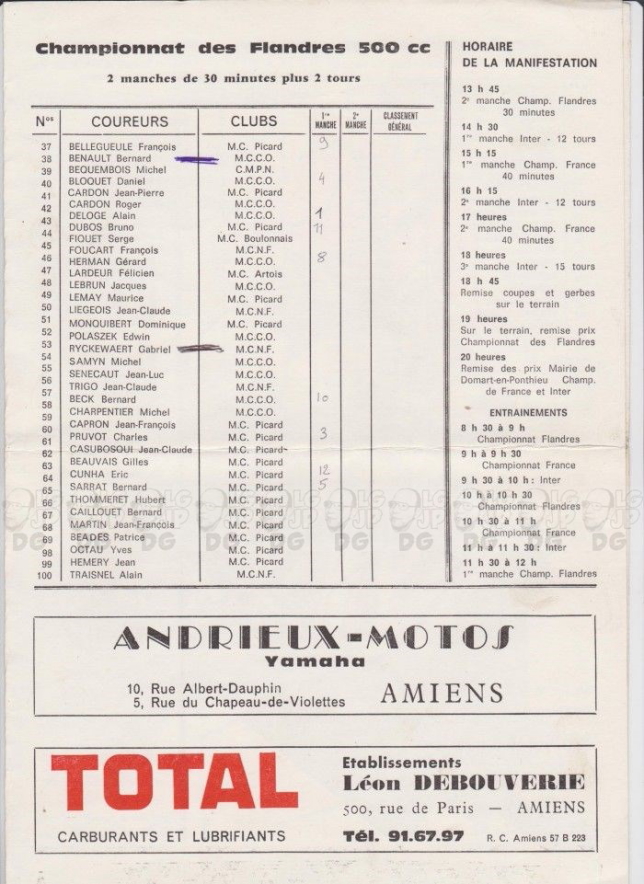 Championnat des Flandres 500 cc
2 manches de 30 minutes plus 2 tours
Nos COUREURS CLUBS 1re MANCHE 2e MANCHE CLASSEMENT GÉNÉRAL
37 BELLEGUEULE François M.C. Picard 9
38 BENAULT Bernard M.C.C.O.
39 BEQUEMBOIS Michel C.M.P.N.
40 BLOQUET Daniel M.C.C.O. 4
41 CARDON Jean-Pierre M.C. Picard
42 CARDON Roger M.C.C.O.
43 DELOGE Alain M.C.C.O. 1
44 DUBOS Bruno M.C. Picard 11
45 FIQUET Serge M.C. Boulonnais
46 FOUCART François M.C.N.F.
47 HERMAN Gérard M.C.C.O. 8
48 LARDEUR Félicien M.C. Artois
49 LEBRUN Jacques M.C.C.O.
50 LEMAY Maurice M.C. Picard
51 LIEGEOIS Jean-Claude M.C.N.F.
52 MONQUIBERT Dominique M.C. Picard
53 POLASZEK Edwin M.C.C.O.
54 RYCKEWAERT Gabriel M.C.N.F.
55 SAMYN Michel M.C.C.O.
56 SENECAUT Jean-Luc M.C.C.O.
57 TRIGO Jean-Claude M.C.N.F.
58 BECK Bernard M.C.C.O. 10
59 CHARPENTIER Michel M.C.C.O.
60 CAPRON Jean-François M.C. Picard
61 PRUVOT Charles M.C. Picard 3
62 CASUBOSQUI Jean-Claude M.C. Picard
63 BEAUVAIS Gilles M.C. Picard
64 CUNHA Eric M.C. Picard 12
65 SARRAT Bernard M.C. Picard 5
66 THOMMERET Hubert M.C. Picard
67 CAILLOUET Bernard M.C. Picard
68 MARTIN Jean-François M.C. Picard
69 BEADES Patrice M.C. Picard
98 OCTAU Yves M.C. Picard
99 HEMERY Jean M.C. Picard
100 TRAISNEL Alain M.C.N.F.
HORAIRE
DE LA MANIFESTATION
13 h 45
2e manche Champ. Flandres
30 minutes
14 h 30
1re manche Inter - 12 tours
15 h 15
1re manche Champ. France
40 minutes
16 h 15
2e manche Inter - 12 tours
17 heures
2e manche Champ. France
40 minutes
18 heures
3e manche Inter - 15 tours
18 h 45
Remise coupes et gerbes
sur le terrain
19 heures
Sur le terrain, remise prix
Championnat des Flandres
20 heures
Remise des prix Mairie de
Domart-en-Ponthieu Champ.
de France et Inter
ENTRAINEMENTS
8 h 30 à 9 h
Championnat Flandres
9 h à 9 h 30
Championnat France
9 h 30 à 10 h : Inter
10 h à 10 h 30
Championnat Flandres
10 h 30 à 11 h
Championnat France
11 h à 11 h 30 : Inter
11 h 30 à 12 h
1re manche Champ. Flandres
ANDRIEUX-MOTOS
Yamaha
10, Rue Albert-Dauphin
5, Rue du Chapeau-de-Violettes
AMIENS
TOTAL
CARBURANTS ET LUBRIFIANTS
Etablissements
Léon DEBOUVERIE
500, rue de Paris — AMIENS
Tél. 91.67.97 R. C. Amiens 57 B 223